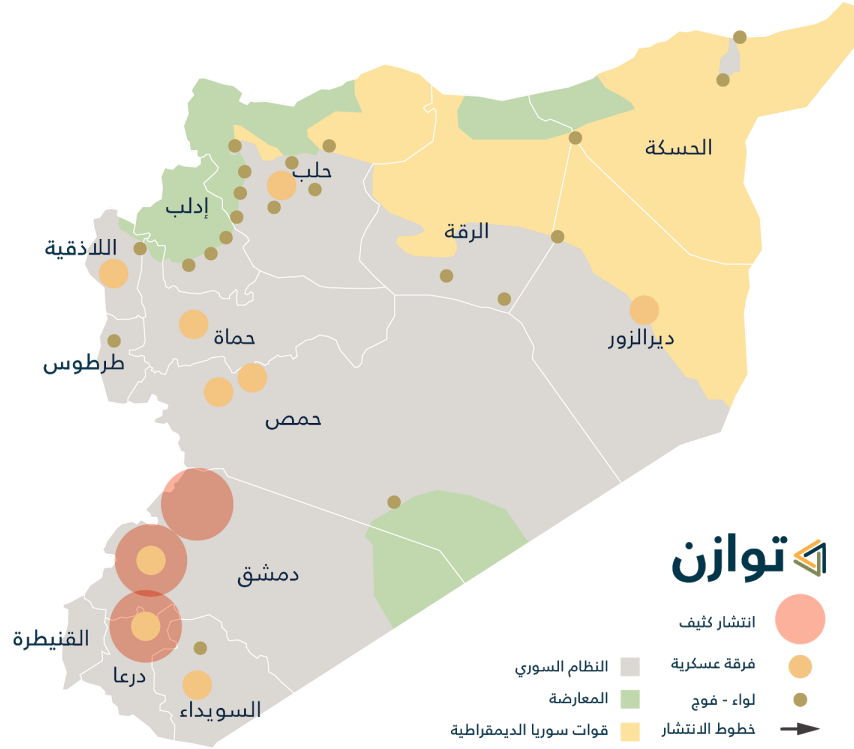 الحسكة
حلب
إدلب
الرقة
اللاذقية
ديرالزور
حماة
طرطوس
حمص
توازن
دمشق
انتشار كثيف
القنيطرة
فرقة عسكرية
النظام السوري
درعا
لواء - فوج
المعارضة
السويداء
خطوط الانتشار
قوات سوريا الديمقراطية